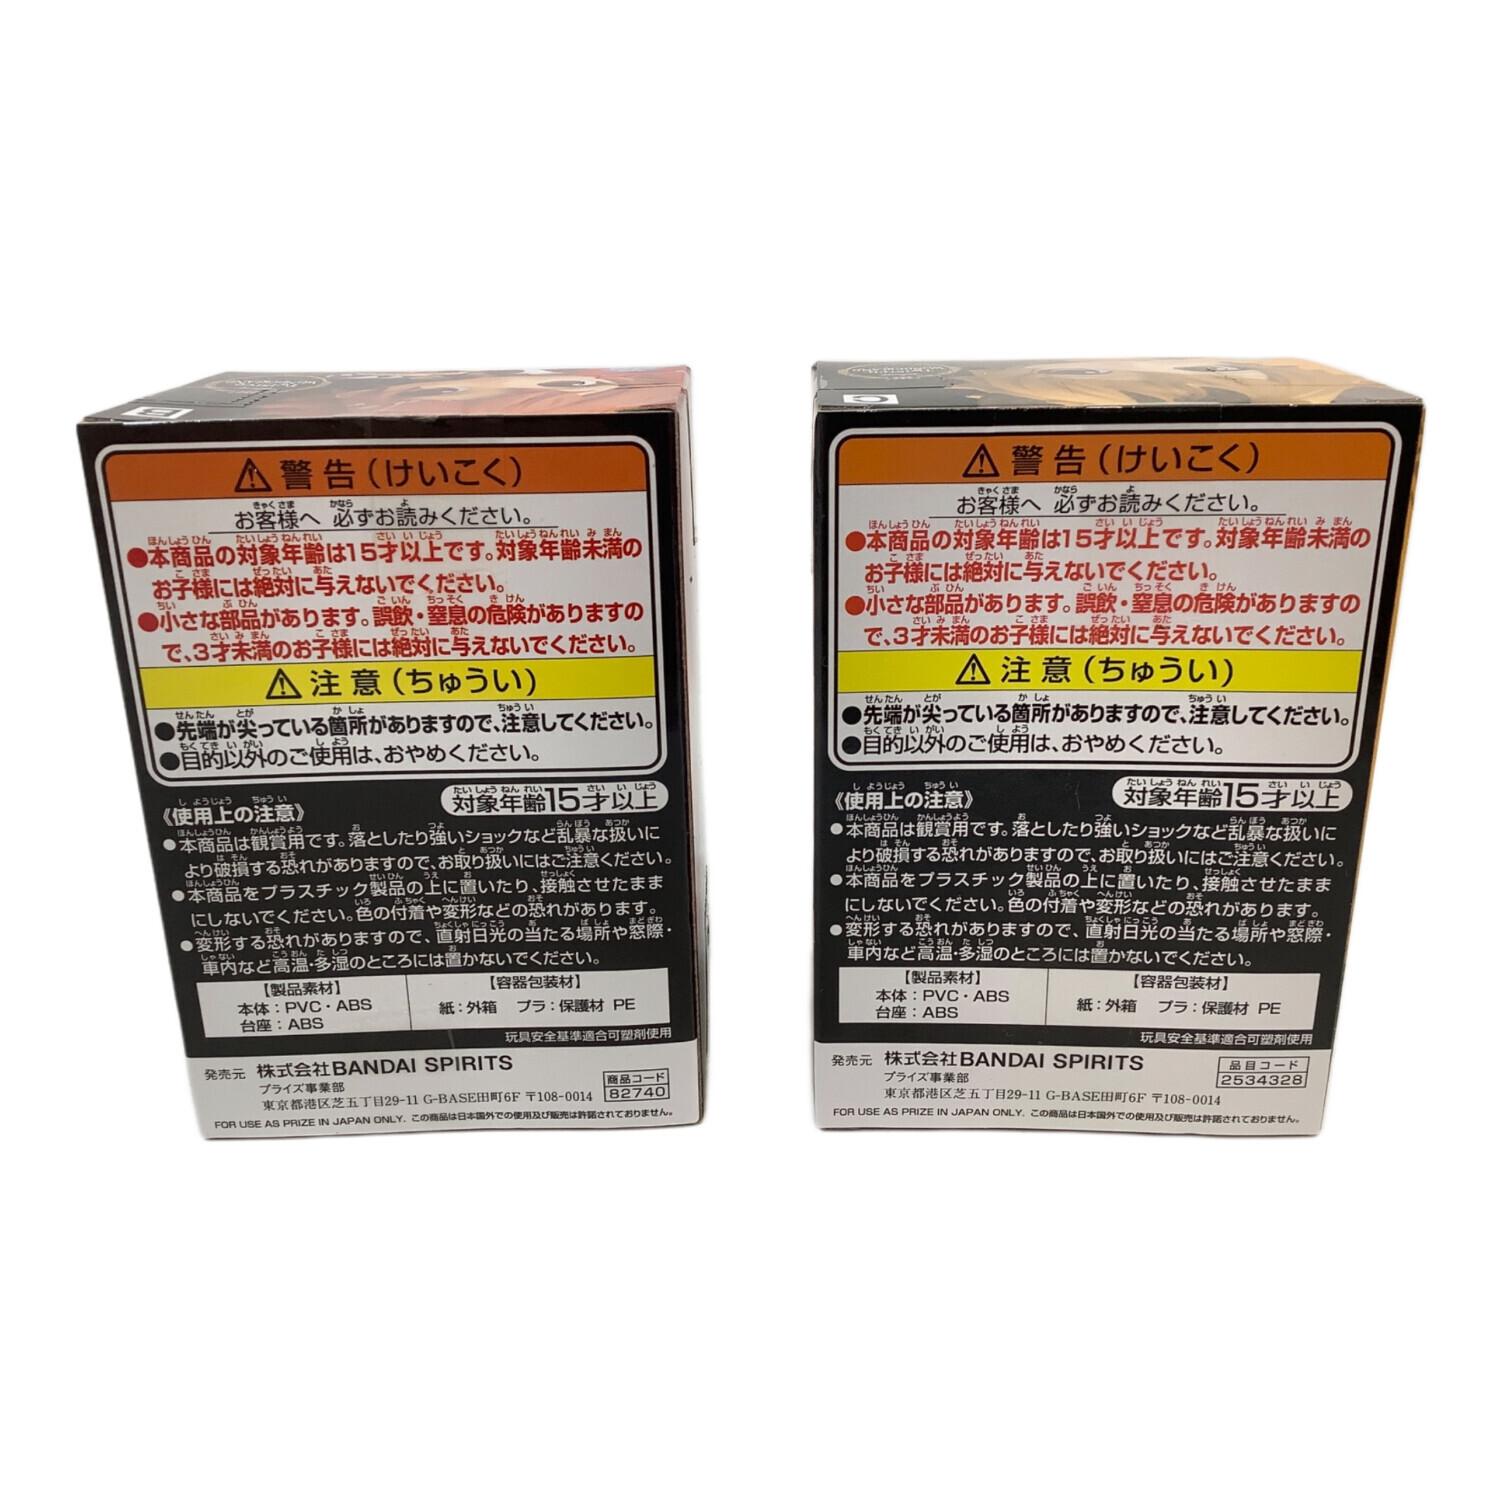 警告(けいこく)
お客様へ 必ずお読みください。
●本商品の対象年齢は15才以上です。対象年齢未満の
お子様には絶対に与えないでください。
●小さな部品があります。誤飲・窒息の危険がありますの
で、3才未満のお子様には絶対に与えないでください。
注意(ちゅうい)
●先端が尖っている箇所がありますので、注意してください。
●目的以外のご使用は、おやめください。
《使用上の注意》
対象年齢15才以上
●本商品は観賞用です。落としたり強いショックなど乱暴な扱いに
より破損する恐れがありますので、お取り扱いにはご注意ください。
●本商品をプラスチック製品の上に置いたり、接触させたまま
にしないでください。色の付着や変形などの恐れがあります。
●変形する恐れがありますので、直射日光の当たる場所や窓際・
車内など高温・多湿のところには置かないでください。
【製品素材】
本体:PVC・ABS
台座:ABS
【容器包装材】
紙:外箱 プラ:保護材 PE
玩具安全基準適合可塑剤使用
発売元 株式会社BANDAI SPIRITS
プライズ事業部
東京都港区芝五丁目29-11 G-BASE田町6F 〒108-0014
商品コード
82740
FOR USE AS PRIZE IN JAPAN ONLY. この商品は日本国外での使用及び販売は許諾されておりません。
警告(けいこく)
お客様へ 必ずお読みください。
●本商品の対象年齢は15才以上です。対象年齢未満の
お子様には絶対に与えないでください。
●小さな部品があります。誤飲・窒息の危険がありますの
で、3才未満のお子様には絶対に与えないでください。
注意(ちゅうい)
●先端が尖っている箇所がありますので、注意してください。
●目的以外のご使用は、おやめください。
《使用上の注意》
対象年齢15才以上
●本商品は観賞用です。落としたり強いショックなど乱暴な扱いに
より破損する恐れがありますので、お取り扱いにはご注意ください。
●本商品をプラスチック製品の上に置いたり、接触させたまま
にしないでください。色の付着や変形などの恐れがあります。
●変形する恐れがありますので、直射日光の当たる場所や窓際・
車内など高温・多湿のところには置かないでください。
【製品素材】
本体:PVC・ABS
台座:ABS
【容器包装材】
紙:外箱 プラ:保護材 PE
玩具安全基準適合可塑剤使用
発売元 株式会社BANDAI SPIRITS
プライズ事業部
東京都港区芝五丁目29-11 G-BASE田町6F 〒108-0014
品目コード
2534328
FOR USE AS PRIZE IN JAPAN ONLY. この商品は日本国外での使用及び販売は許諾されておりません。